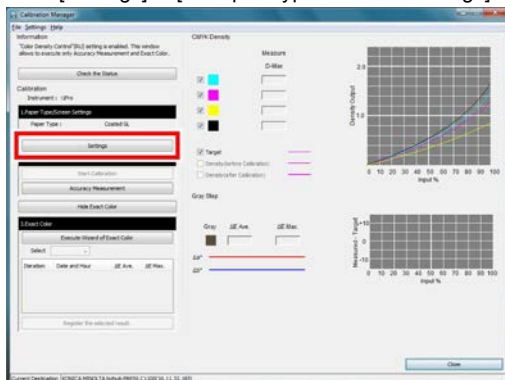 Calibration Manager
File Settings Help
Information
"Color Density Control"(RU) setting is enabled. This window
allows to execute only Accuracy Measurement and Exact Color.
Check the Status
Calibration
Instrument : i1Pro
1.Paper Type/Screen Settings
Paper Type : Coated GL
Settings
Start Calibration
Accuracy Measurement
Hide Exact Color
3.Exact Color
Execute Wizard of Exact Color
Select
Iteration Date and Hour ΔE Ave. ΔE Max.
Register the selected result
CMYK Density
Measure
D-Max
Target
Density(before Calibration)
Density(after Calibration)
Gray Step
Gray ΔE Ave. ΔE Max.
Δa*
Δb*
Density Output
2.0
1.0
0 10 20 30 40 50 60 70 80 90 100
Input %
Measured - Target
+10
0
-10
0 10 20 30 40 50 60 70 80 90 100
Input %
Close